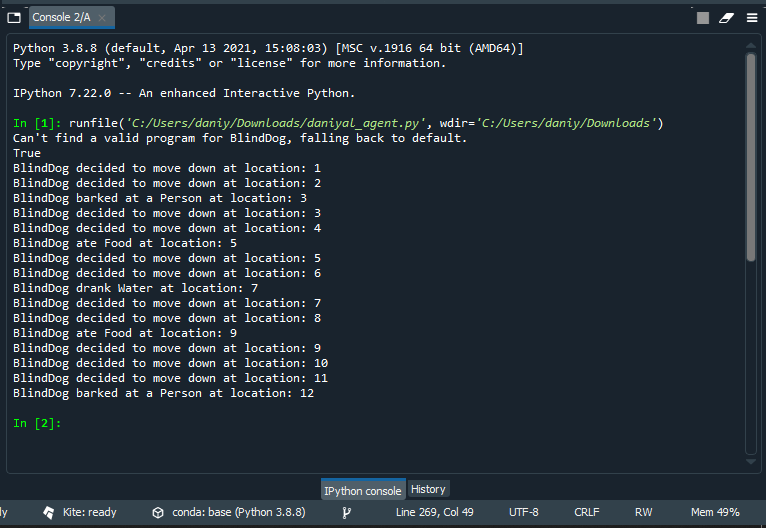 Console 2/A
Python 3.8.8 (default, Apr 13 2021, 15:08:03) [MSC v.1916 64 bit (AMD64)]
Type "copyright", "credits" or "license" for more information.
IPython 7.22.0 -- An enhanced Interactive Python.
In [1]: runfile('C:/Users/daniy/Downloads/daniyal_agent.py', wdir='C:/Users/daniy/Downloads')
Can't find a valid program for BlindDog, falling back to default.
True
BlindDog decided to move down at location: 1
BlindDog decided to move down at location: 2
BlindDog barked at a Person at location: 3
BlindDog decided to move down at location: 3
BlindDog decided to move down at location: 4
BlindDog ate Food at location: 5
BlindDog decided to move down at location: 5
BlindDog decided to move down at location: 6
BlindDog drank Water at location: 7
BlindDog decided to move down at location: 7
BlindDog decided to move down at location: 8
BlindDog ate Food at location: 9
BlindDog decided to move down at location: 9
BlindDog decided to move down at location: 10
BlindDog decided to move down at location: 11
BlindDog barked at a Person at location: 12
In [2]:
IPython console History
Kite: ready conda: base (Python 3.8.8) Line 269, Col 49 UTF-8 CRLF RW Mem 49%